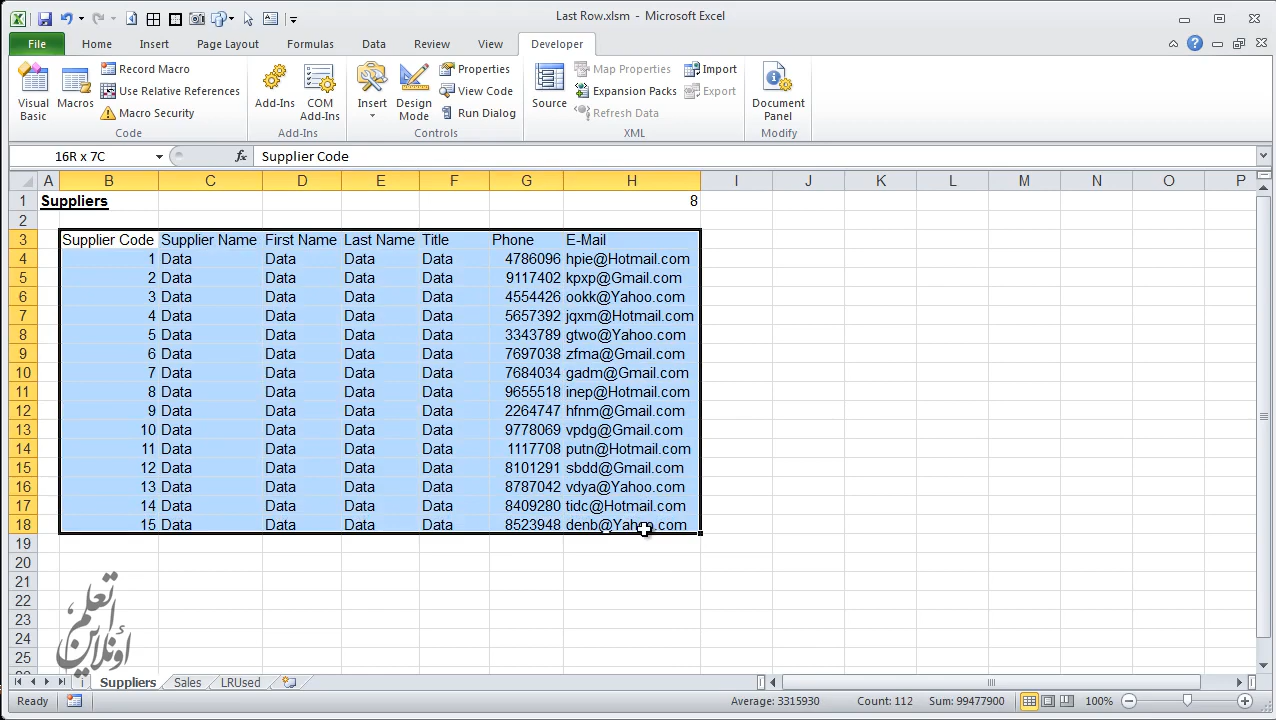 Last Row.xlsm - Microsoft Excel
File Home Insert Page Layout Formulas Data Review View Developer
Visual Basic Macros Record Macro Use Relative References Macro Security Add-Ins COM Add-Ins Insert Design Mode Properties View Code Run Dialog Source Map Properties Expansion Packs Refresh Data Import Export Document Panel
Code Add-Ins Controls XML Modify
16R x 7C fx Supplier Code
A B C D E F G H I J K L M N O P
1 Suppliers 8
2
3 Supplier Code Supplier Name First Name Last Name Title Phone E-Mail
4 1 Data Data Data Data 4786096 hpie@Hotmail.com
5 2 Data Data Data Data 9117402 kpxp@Gmail.com
6 3 Data Data Data Data 4554426 ookk@Yahoo.com
7 4 Data Data Data Data 5657392 jqxm@Hotmail.com
8 5 Data Data Data Data 3343789 gtwo@Yahoo.com
9 6 Data Data Data Data 7697038 zfma@Gmail.com
10 7 Data Data Data Data 7684034 gadm@Gmail.com
11 8 Data Data Data Data 9655518 inep@Hotmail.com
12 9 Data Data Data Data 2264747 hfnm@Gmail.com
13 10 Data Data Data Data 9778069 vpdg@Gmail.com
14 11 Data Data Data Data 1117708 putn@Hotmail.com
15 12 Data Data Data Data 8101291 sbdd@Gmail.com
16 13 Data Data Data Data 8787042 vdya@Yahoo.com
17 14 Data Data Data Data 8409280 tidc@Hotmail.com
18 15 Data Data Data Data 8523948 denb@Yahoo.com
19
20
21
22
23
24
25
أتعلم
أونلاين
Suppliers Sales LRUsed
Ready Average: 3315930 Count: 112 Sum: 99477900 100%